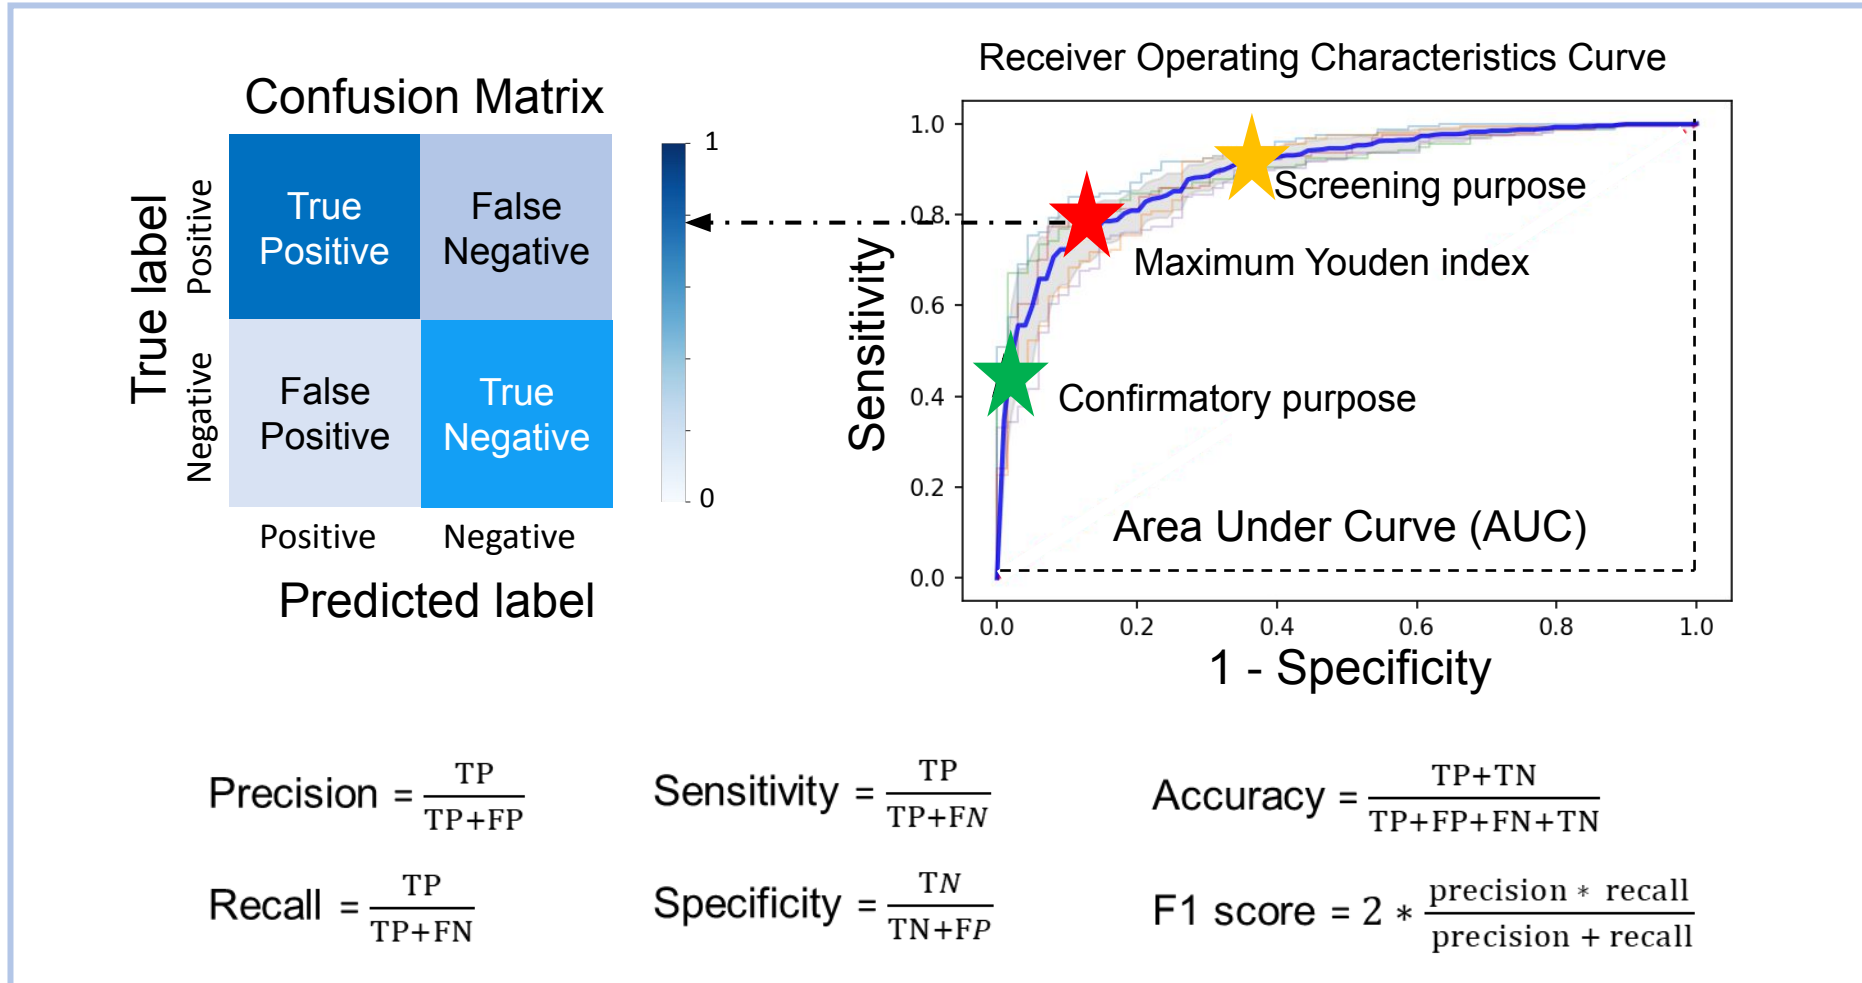 Confusion Matrix
True label
Positive
Negative
True
Positive
False
Negative
False
Positive
True
Negative
Positive
Negative
Predicted label
1
0
Receiver Operating Characteristics Curve
Sensitivity
1.0
0.8
0.6
0.4
0.2
0.0
Screening purpose
Maximum Youden index
Confirmatory purpose
Area Under Curve (AUC)
0.0 0.2 0.4 0.6 0.8 1.0
1 - Specificity
Precision = TP / TP+FP
Sensitivity = TP / TP+FN
Accuracy = TP+TN / TP+FP+FN+TN
Recall = TP / TP+FN
Specificity = TN / TN+FP
F1 score = 2 * precision * recall / precision + recall